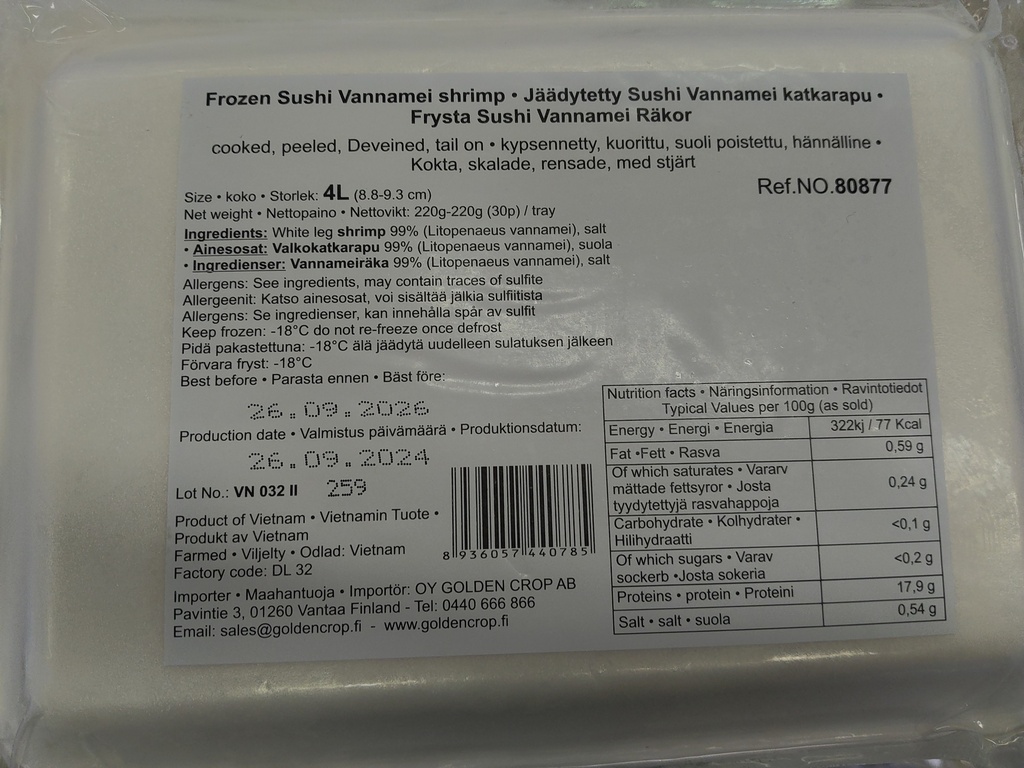 Frozen Sushi Vannamei shrimp • Jäädytetty Sushi Vannamei katkarapu •
Frysta Sushi Vannamei Räkor
cooked, peeled, Deveined, tail on • kypsennetty, kuorittu, suoli poistettu, hännälline •
Kokta, skalade, rensade, med stjärt
Size • koko • Storlek: 4L (8.8-9.3 cm)
Ref.NO.80877
Net weight • Nettopaino • Nettovikt: 220g-220g (30p) / tray
Ingredients: White leg shrimp 99% (Litopenaeus vannamei), salt
• Ainesosat: Valkokatkarapu 99% (Litopenaeus vannamei), suola
• Ingredienser: Vannameiräka 99% (Litopenaeus vannamei), salt
Allergens: See ingredients, may contain traces of sulfite
Allergeenit: Katso ainesosat, voi sisältää jälkia sulfiitista
Allergens: Se ingredienser, kan innehålla spår av sulfit
Keep frozen: -18°C do not re-freeze once defrost
Pidä pakastettuna: -18°C älä jäädytä uudelleen sulatuksen jälkeen
Förvara fryst: -18°C
Best before • Parasta ennen • Bäst före:
26.09.2026
Production date • Valmistus päivämäärä • Produktionsdatum:
26.09.2024
Lot No.: VN 032 II 259
Product of Vietnam • Vietnamin Tuote •
Produkt av Vietnam
Farmed • Viljelty • Odlad: Vietnam
Factory code: DL 32
8 936057 440785
Importer • Maahantuoja • Importör: OY GOLDEN CROP AB
Pavintie 3, 01260 Vantaa Finland - Tel: 0440 666 866
Email: sales@goldencrop.fi - www.goldencrop.fi
Nutrition facts • Näringsinformation • Ravintotiedot
Typical Values per 100g (as sold)
Energy • Energi • Energia 322kj / 77 Kcal
Fat •Fett • Rasva 0,59 g
Of which saturates • Vararv
mättade fettsyror • Josta 0,24 g
tyydytettyjä rasvahappoja
Carbohydrate • Kolhydrater • <0,1 g
Hiilihydraatti
Of which sugars • Varav <0,2 g
sockerb •Josta sokeria
Proteins • protein • Proteini 17,9 g
Salt • salt • suola 0,54 g